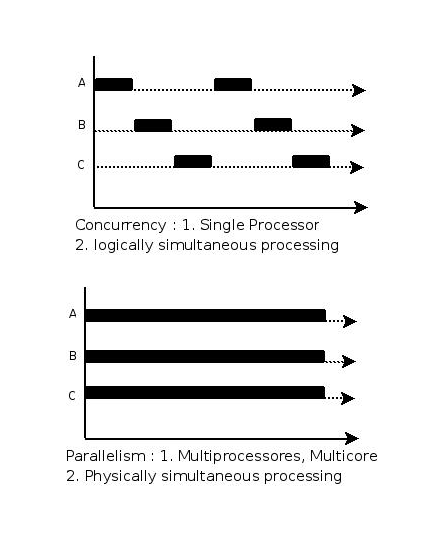 A
B
C
Concurrency : 1. Single Processor
2. logically simultaneous processing
A
B
C
Parallelism : 1. Multiprocessores, Multicore
2. Physically simultaneous processing